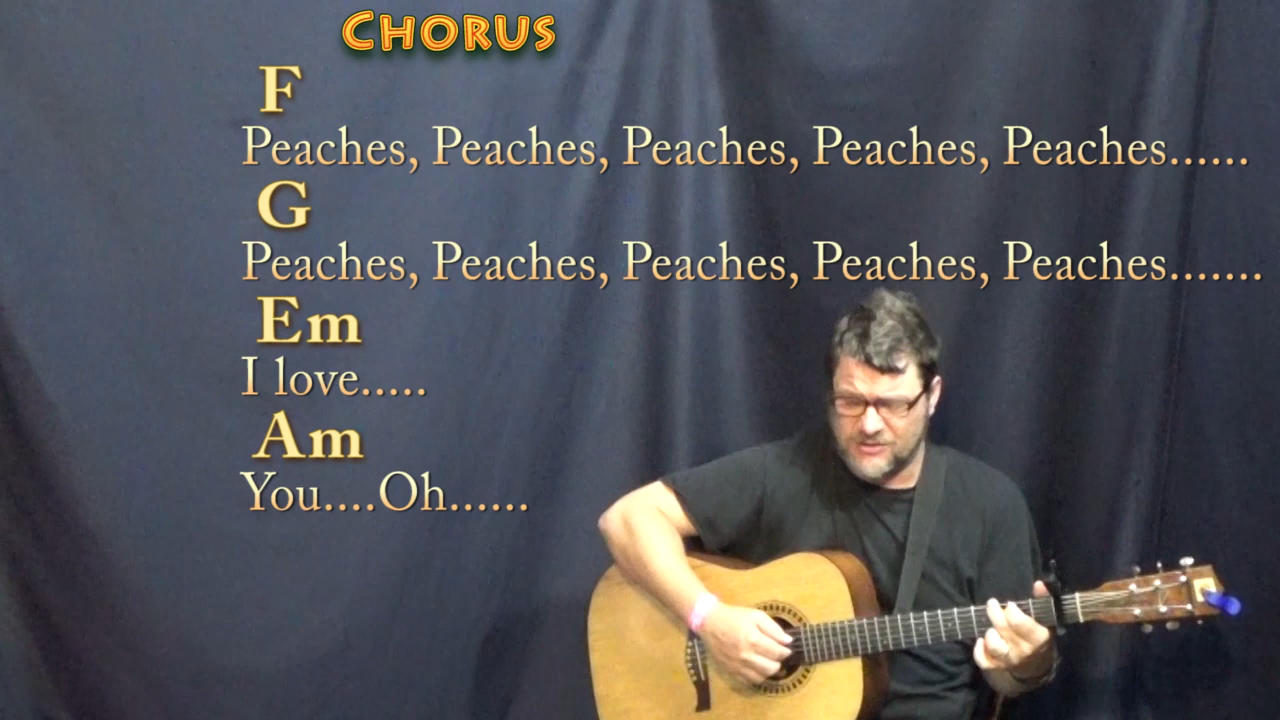 CHORUS
F
Peaches, Peaches, Peaches, Peaches, Peaches......
G
Peaches, Peaches, Peaches, Peaches, Peaches.......
Em
I love.....
Am
You....Oh......